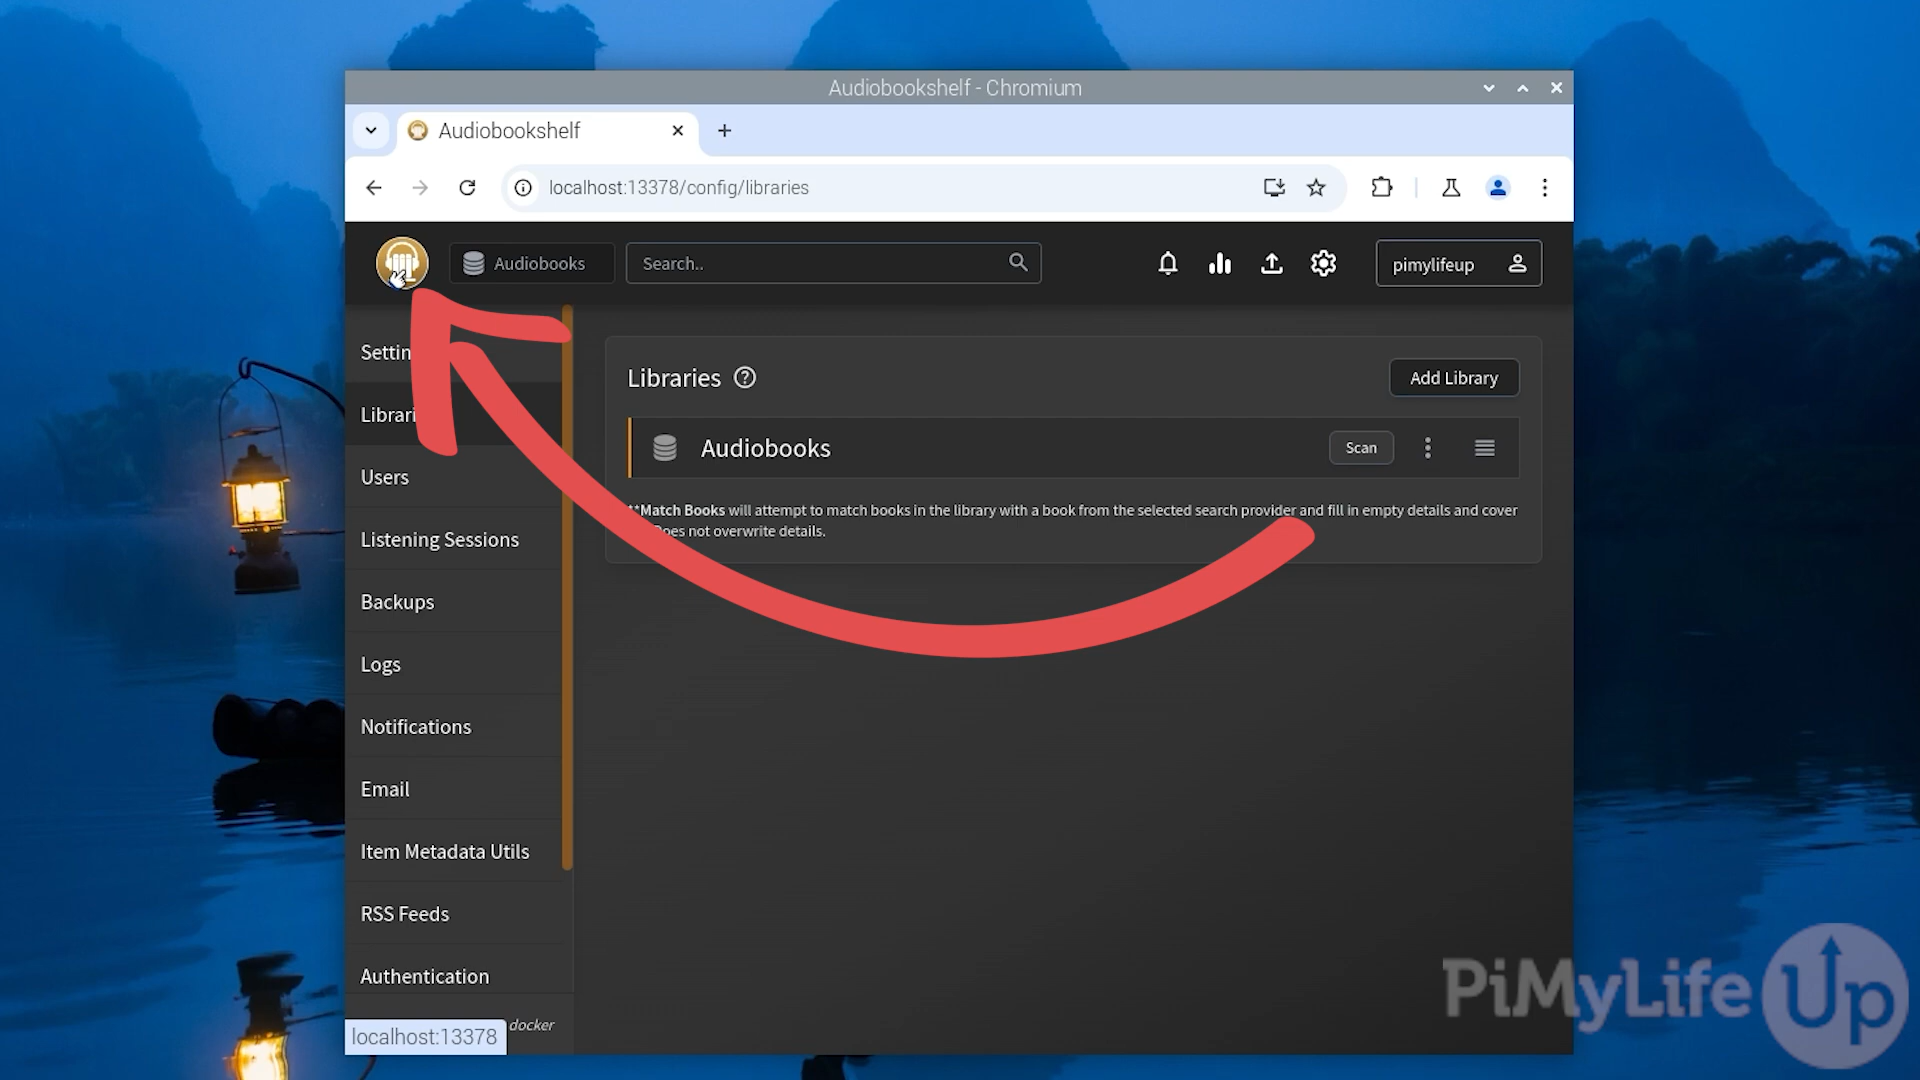 Audiobookshelf - Chromium
Audiobookshelf
localhost:13378/config/libraries
Audiobooks
Search..
pimylifeup
Settin
Librari
Users
Listening Sessions
Backups
Logs
Notifications
Email
Item Metadata Utils
RSS Feeds
Authentication
docker
localhost:13378
Libraries
Add Library
Audiobooks
Scan
*Match Books will attempt to match books in the library with a book from the selected search provider and fill in empty details and cover
Does not overwrite details.
PiMyLifeUp